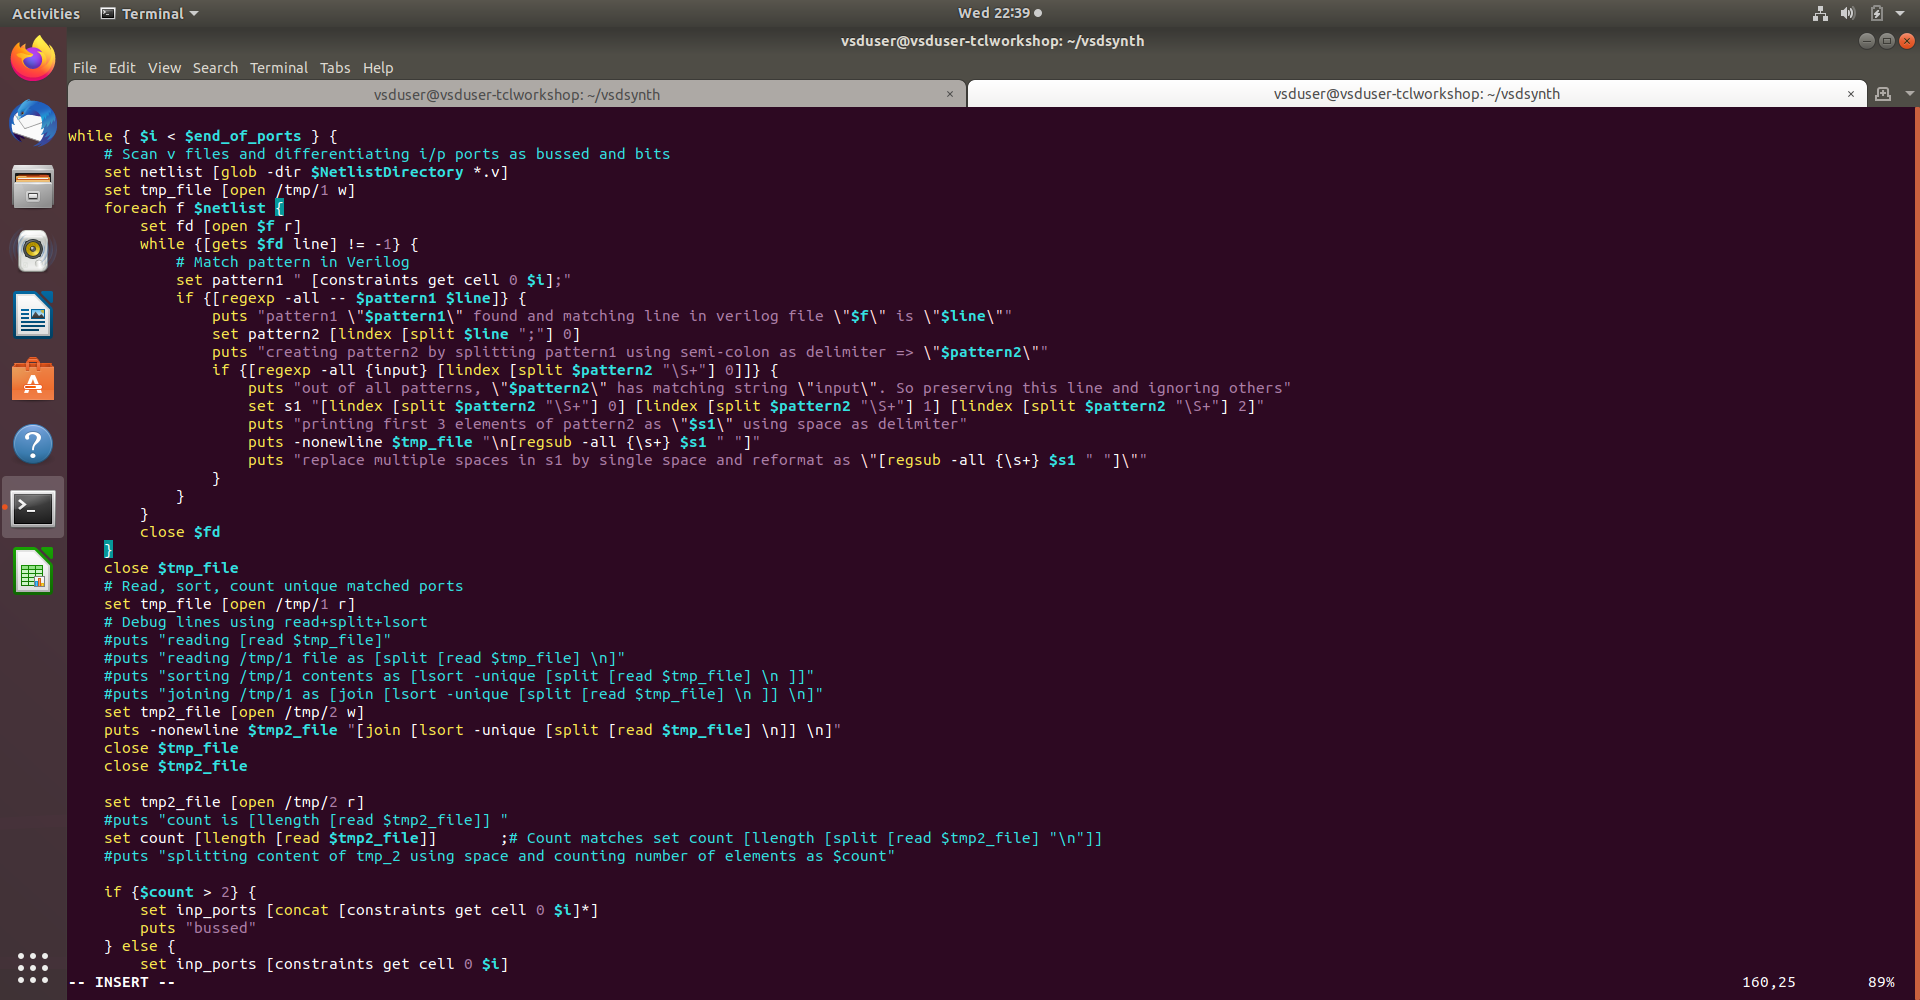 Activities Terminal Wed 22:39
vsduser@vsduser-tclworkshop: ~/vsdsynth
File Edit View Search Terminal Tabs Help
vsduser@vsduser-tclworkshop: ~/vsdsynth × vsduser@vsduser-tclworkshop: ~/vsdsynth ×
while { $i < $end_of_ports } {
    # Scan v files and differentiating i/p ports as bussed and bits
    set netlist [glob -dir $NetlistDirectory *.v]
    set tmp_file [open /tmp/1 w]
    foreach f $netlist {
        set fd [open $f r]
        while {[gets $fd line] != -1} {
            # Match pattern in Verilog
            set pattern1 " [constraints get cell 0 $i];"
            if {[regexp -all -- $pattern1 $line]} {
                puts "pattern1 \"$pattern1\" found and matching line in verilog file \"$f\" is \"$line\""
                set pattern2 [lindex [split $line ";"] 0]
                puts "creating pattern2 by splitting pattern1 using semi-colon as delimiter => \"$pattern2\""
                if {[regexp -all {input} [lindex [split $pattern2 "\S+"] 0]]} {
                    puts "out of all patterns, \"$pattern2\" has matching string \"input\". So preserving this line and ignoring others"
                    set s1 "[lindex [split $pattern2 "\S+"] 0] [lindex [split $pattern2 "\S+"] 1] [lindex [split $pattern2 "\S+"] 2]"
                    puts "printing first 3 elements of pattern2 as \"$s1\" using space as delimiter"
                    puts -nonewline $tmp_file "\n[regsub -all {\s+} $s1 " "]"
                    puts "replace multiple spaces in s1 by single space and reformat as \"[regsub -all {\s+} $s1 " "]\""
                }
            }
        }
        close $fd
    }
    close $tmp_file
    # Read, sort, count unique matched ports
    set tmp_file [open /tmp/1 r]
    # Debug lines using read+split+lsort
    #puts "reading [read $tmp_file]"
    #puts "reading /tmp/1 file as [split [read $tmp_file] \n]"
    #puts "sorting /tmp/1 contents as [lsort -unique [split [read $tmp_file] \n ]]"
    #puts "joining /tmp/1 as [join [lsort -unique [split [read $tmp_file] \n ]] \n]"
    set tmp2_file [open /tmp/2 w]
    puts -nonewline $tmp2_file "[join [lsort -unique [split [read $tmp_file] \n]] \n]"
    close $tmp_file
    close $tmp2_file
    set tmp2_file [open /tmp/2 r]
    #puts "count is [llength [read $tmp2_file]] "
    set count [llength [read $tmp2_file]]       ;# Count matches set count [llength [split [read $tmp2_file] "\n"]]
    #puts "splitting content of tmp_2 using space and counting number of elements as $count"
    if {$count > 2} {
        set inp_ports [concat [constraints get cell 0 $i]*]
        puts "bussed"
    } else {
        set inp_ports [constraints get cell 0 $i]
-- INSERT -- 160,25 89%